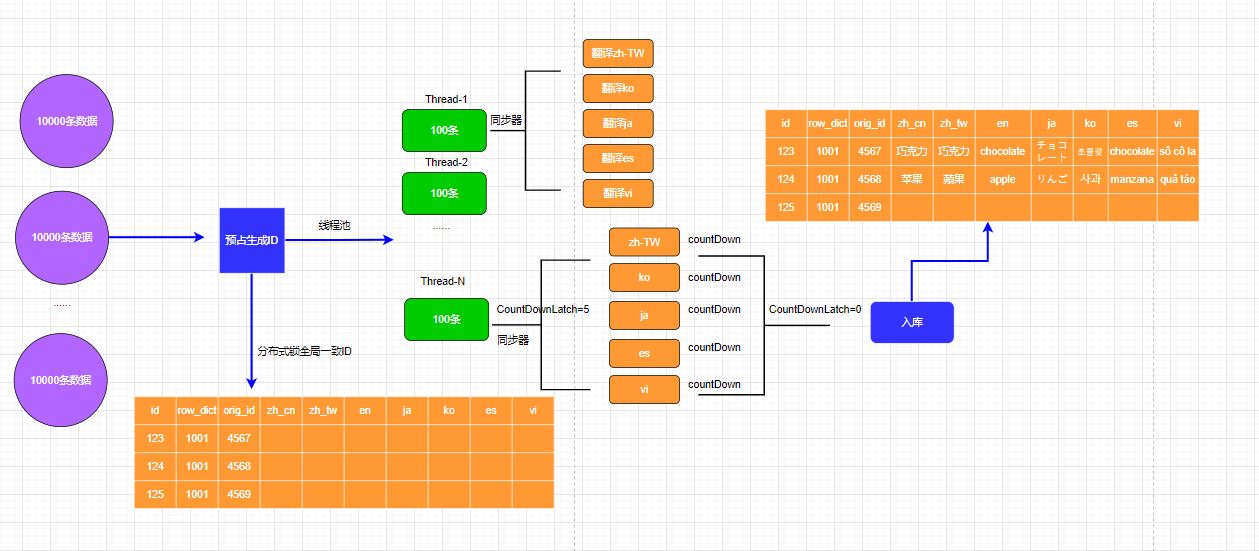 10000条数据
10000条数据
......
10000条数据
预占生成ID
线程池
分布式锁全局一致ID
id row_dict orig_id zh_cn zh_tw en ja ko es vi
123 1001 4567
124 1001 4568
125 1001 4569
Thread-1
100条
同步器
Thread-2
100条
......
Thread-N
100条
CountDownLatch=5
同步器
翻译zh-TW
翻译ko
翻译ja
翻译es
翻译vi
zh-TW countDown
ko countDown
ja countDown
es countDown
vi countDown
CountDownLatch=0
入库
id row_dict orig_id zh_cn zh_tw en ja ko es vi
123 1001 4567 巧克力 巧克力 chocolate チョコレート 초콜릿 chocolate sô cô la
124 1001 4568 苹果 蘋果 apple りんご 사과 manzana quả táo
125 1001 4569